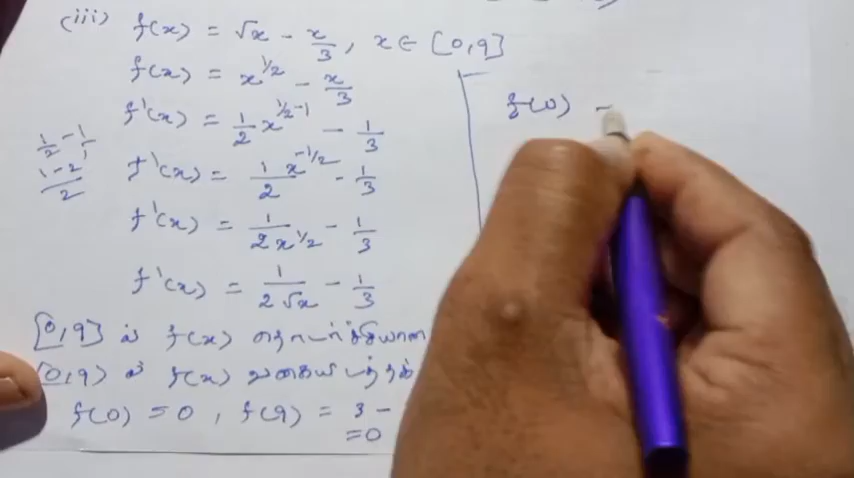 (iii) f(x) = √x - x/3, x ∈ [0,9]
f(x) = x^1/2 - x/3
f'(x) = 1/2 x^1/2-1 - 1/3
1/2 - 1/1
1-2/2
f'(x) = 1/2 x^-1/2 - 1/3
f'(x) = 1/2x^1/2 - 1/3
f'(x) = 1/2√x - 1/3
[0,9] ல் f(x) தொடர்ச்சியான
(0,9) ல் f(x) வகையிடத்தக்
f(0) = 0, f(9) = 3 -
=0
f(0) -